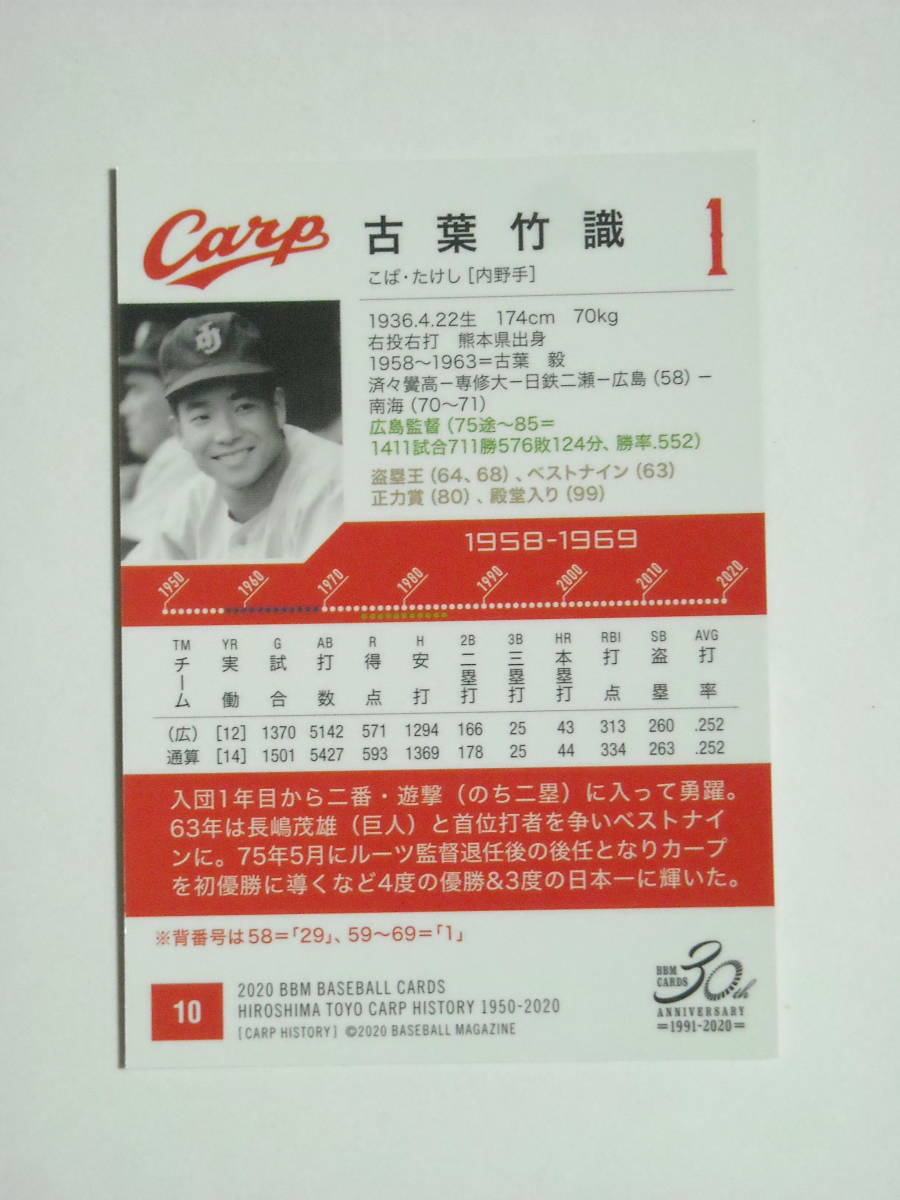 Carp
古葉竹識
1
こば・たけし［内野手］
1936.4.22生　174cm　70kg
右投右打　熊本県出身
1958～1963＝古葉　毅
済々黌高－専修大－日鉄二瀬－広島（58）－
南海（70～71）
広島監督（75途～85＝
1411試合711勝576敗124分、勝率.552）
盗塁王（64、68）、ベストナイン（63）
正力賞（80）、殿堂入り（99）
1958-1969
1950 1960 1970 1980 1990 2000 2010 2020
TM YR G AB R H 2B 3B HR RBI SB AVG
チーム 実働 試合 打数 得点 安打 二塁打 三塁打 本塁打 打点 盗塁 打率
（広） [12] 1370 5142 571 1294 166 25 43 313 260 .252
通算 [14] 1501 5427 593 1369 178 25 44 334 263 .252
入団1年目から二番・遊撃（のち二塁）に入って勇躍。
63年は長嶋茂雄（巨人）と首位打者を争いベストナイ
ンに。75年5月にルーツ監督退任後の後任となりカープ
を初優勝に導くなど4度の優勝&3度の日本一に輝いた。
※背番号は58＝「29」、59～69＝「1」
10
2020 BBM BASEBALL CARDS
HIROSHIMA TOYO CARP HISTORY 1950-2020
[CARP HISTORY] ©2020 BASEBALL MAGAZINE
BBM CARDS 30th
ANNIVERSARY
1991-2020